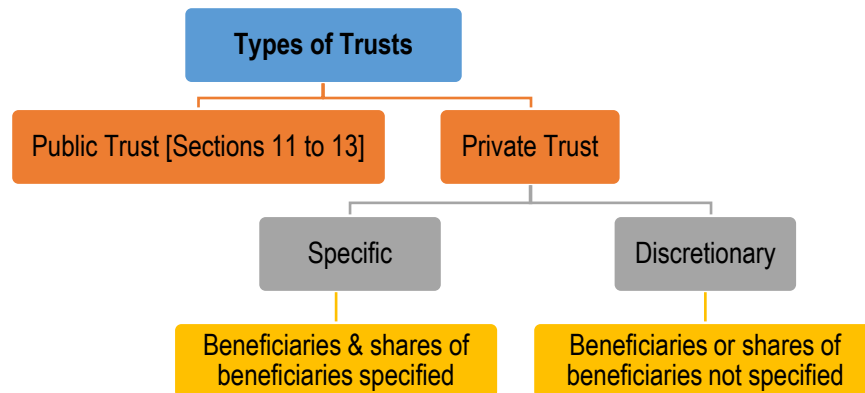 Types of Trusts
Public Trust [Sections 11 to 13]
Private Trust
Specific
Discretionary
Beneficiaries & shares of
beneficiaries specified
Beneficiaries or shares of
beneficiaries not specified